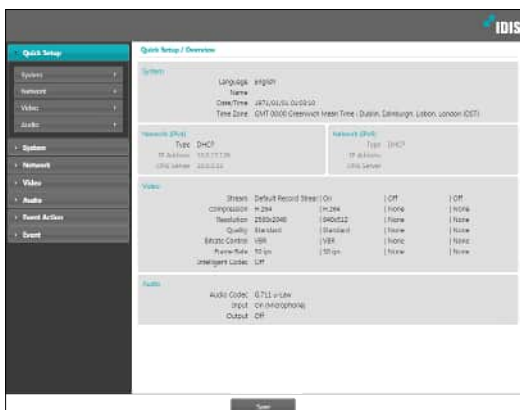 IDIS
Quick Setup
System
Network
Video
Audio
System
Network
Video
Audio
Event Action
Event
Quick Setup / Overview
System
Language English
Name
Date/Time
Time Zone GMT 00:00 Greenwich Mean Time : Dublin, Edinburgh, Lisbon, London (DST)
Network (IPv4)
Type DHCP
IP Address
DNS Server
Network (IPv6)
Type DHCP
IP Address
DNS Server
Video
Stream Default Record Stream | On | Off | Off
Compression H.264 | H.264 | None | None
Resolution 2560x2048 | 640x512 | None | None
Quality Standard | Standard | None | None
Bitrate Control VBR | VBR | None | None
Frame Rate 30 ips | 30 ips | None | None
Intelligent Codec Off
Audio
Audio Codec G.711 u-Law
Input On (Microphone)
Output Off
Save